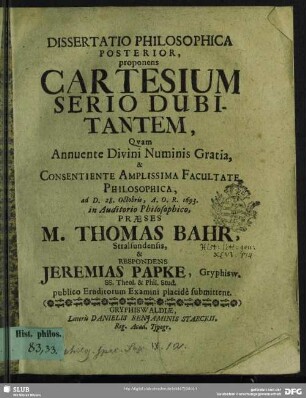 DISSERTATIO PHILOSOPHICA
POSTERIOR,
proponens
CARTESIUM
SERIO DUBI-
TANTEM,
Qvam
Annuente Divini Numinis Gratia,
&
CONSENTIENTE AMPLISSIMA FACULTATE
PHILOSOPHICA,
ad D. 28. Octobris, A. O. R. 1695.
in Auditorio Philosophico,
PRÆSES
M. THOMAS BAHR,
Stralsundensis,
&
RESPONDENS
JEREMIAS PAPKE, Gryphisw.
SS. Theol. & Phil. Stud.
publico Eruditorum Examini placidè submittent.
GRYPHISWALDIÆ,
Literis DANIELIS BENJAMINIS STARCKII,
Reg. Acad. Typogr.
Hist. philos.
83,33
SLUB